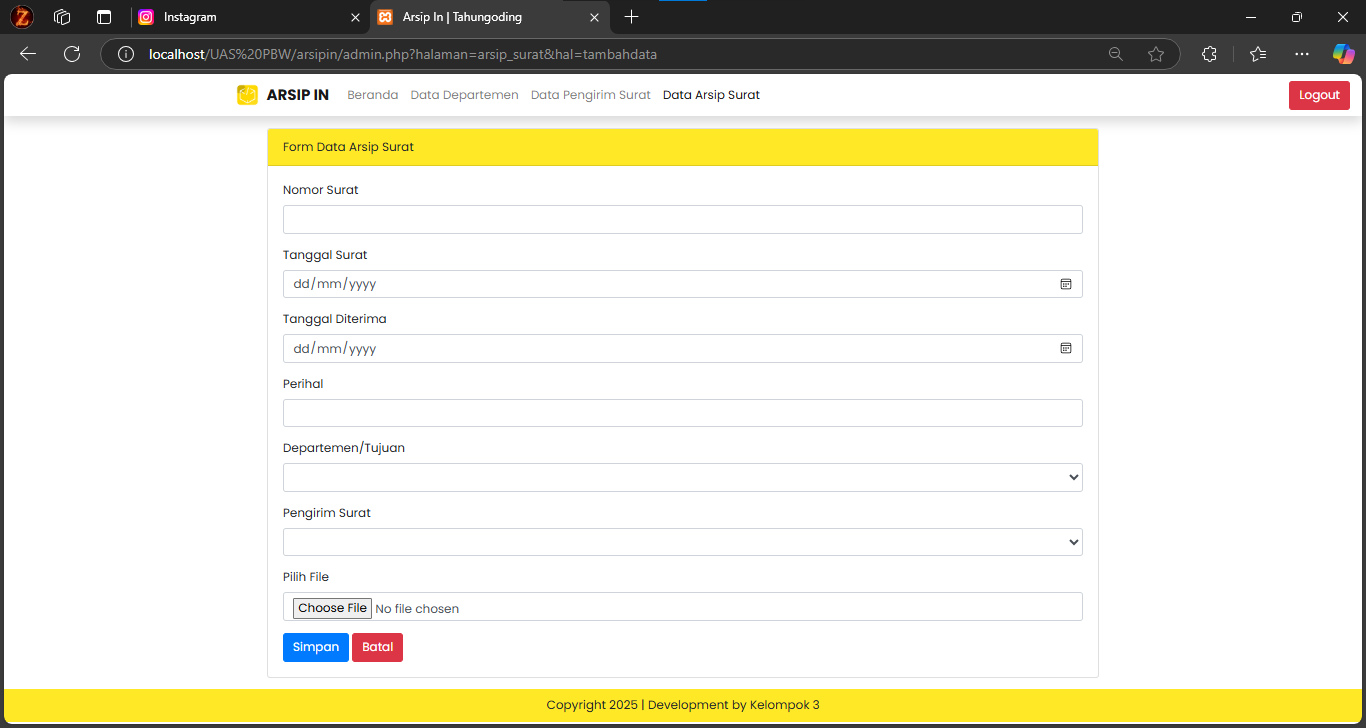 Instagram
Arsip In | Tahungoding
localhost/UAS%20PBW/arsipin/admin.php?halaman=arsip_surat&hal=tambahdata
ARSIP IN Beranda Data Departemen Data Pengirim Surat Data Arsip Surat Logout
Form Data Arsip Surat
Nomor Surat
Tanggal Surat
dd/mm/yyyy
Tanggal Diterima
dd/mm/yyyy
Perihal
Departemen/Tujuan
Pengirim Surat
Pilih File
Choose File No file chosen
Simpan Batal
Copyright 2025 | Development by Kelompok 3